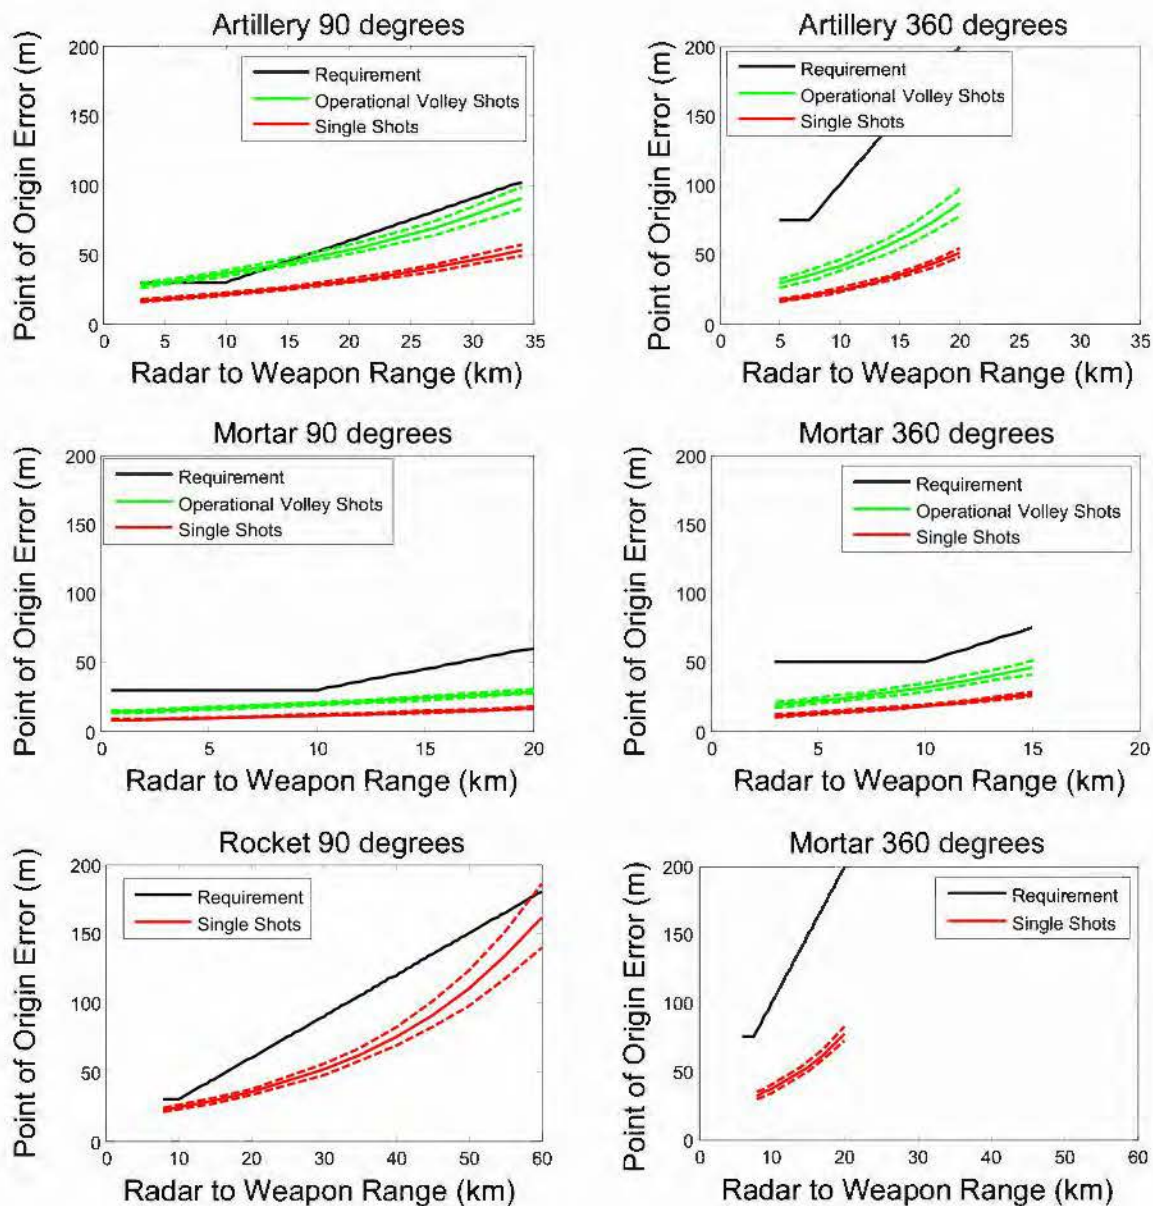 Artillery 90 degrees
Point of Origin Error (m)
200
150
100
50
0
Requirement
Operational Volley Shots
Single Shots
0 5 10 15 20 25 30 35
Radar to Weapon Range (km)
Artillery 360 degrees
Point of Origin Error (m)
200
150
100
50
0
Requirement
Operational Volley Shots
Single Shots
0 5 10 15 20 25 30 35
Radar to Weapon Range (km)
Mortar 90 degrees
Point of Origin Error (m)
200
150
100
50
0
Requirement
Operational Volley Shots
Single Shots
0 5 10 15 20
Radar to Weapon Range (km)
Mortar 360 degrees
Point of Origin Error (m)
200
150
100
50
0
Requirement
Operational Volley Shots
Single Shots
0 5 10 15 20
Radar to Weapon Range (km)
Rocket 90 degrees
Point of Origin Error (m)
200
150
100
50
0
Requirement
Single Shots
0 10 20 30 40 50 60
Radar to Weapon Range (km)
Mortar 360 degrees
Point of Origin Error (m)
200
150
100
50
0
Requirement
Single Shots
0 10 20 30 40 50 60
Radar to Weapon Range (km)